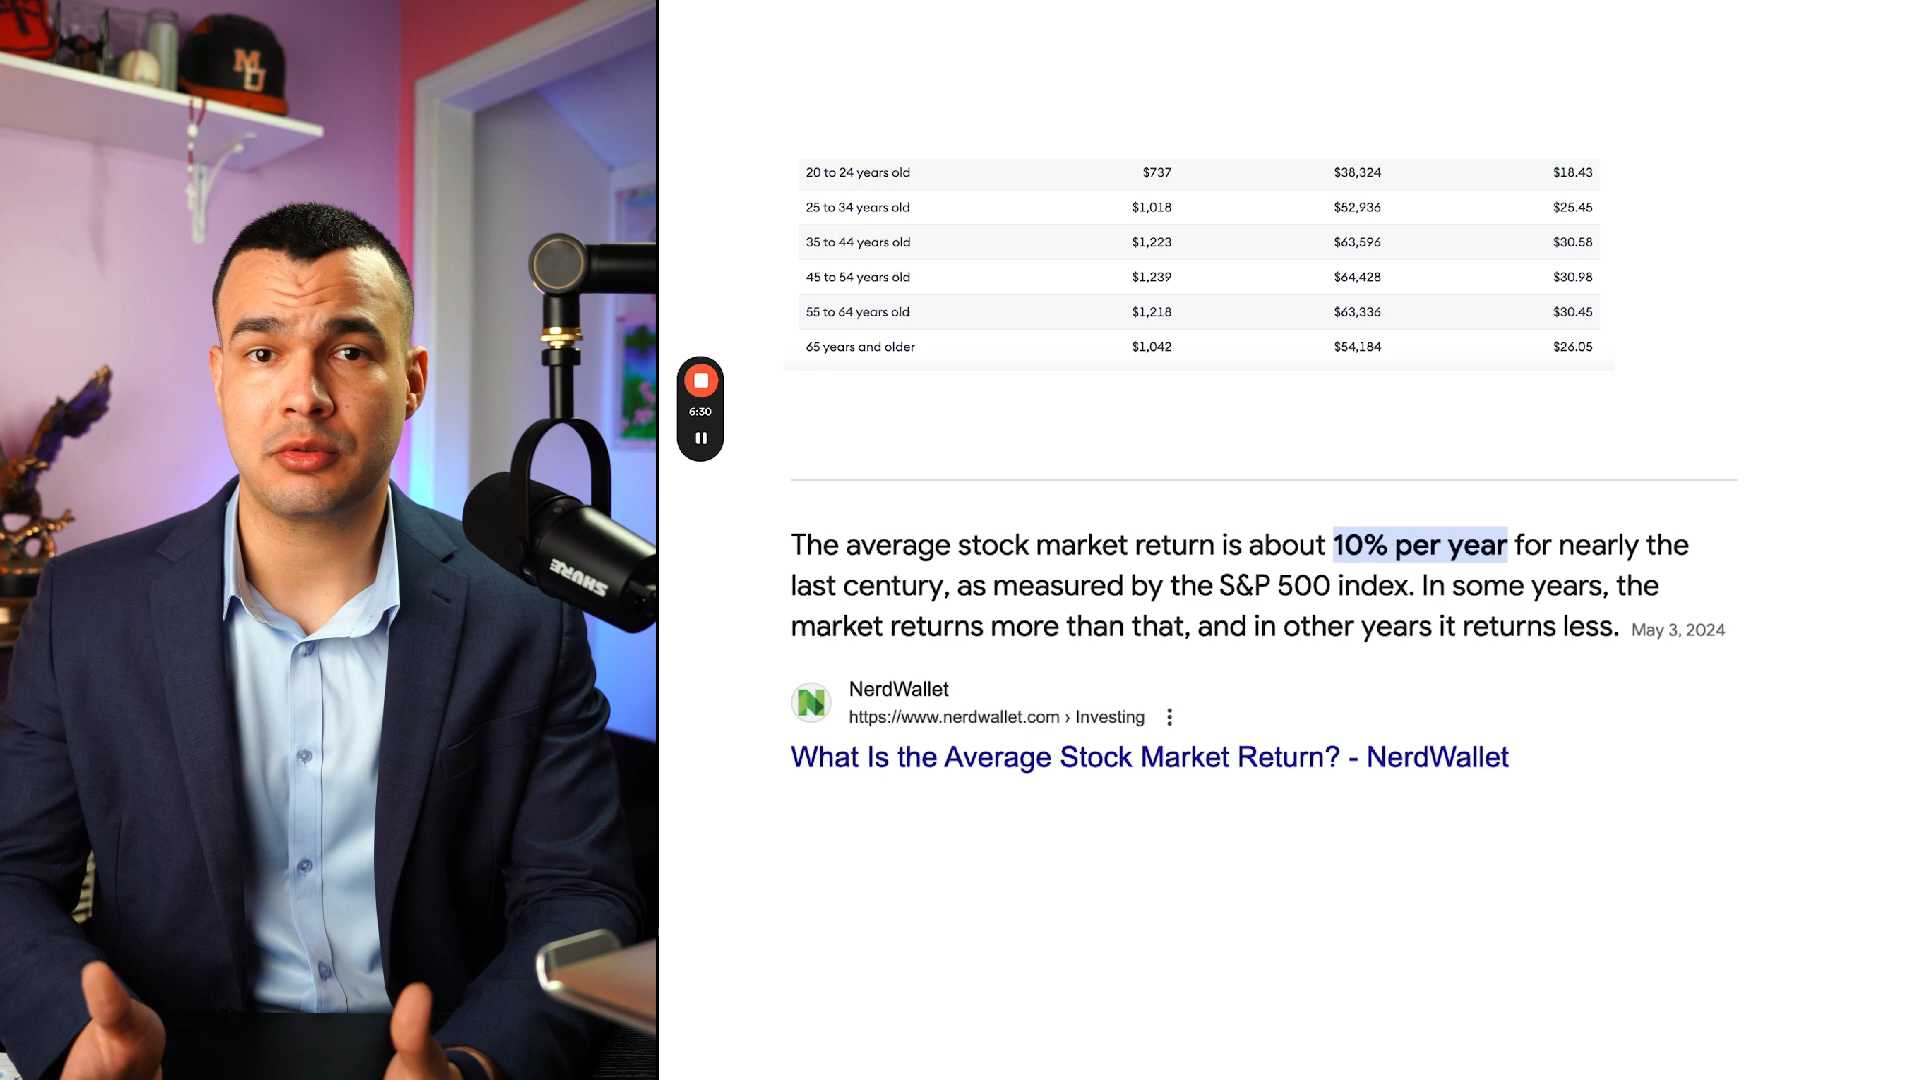 MU
SHURE
6:30
20 to 24 years old $737 $38,324 $18.43
25 to 34 years old $1,018 $52,936 $25.45
35 to 44 years old $1,223 $63,596 $30.58
45 to 54 years old $1,239 $64,428 $30.98
55 to 64 years old $1,218 $63,336 $30.45
65 years and older $1,042 $54,184 $26.05
The average stock market return is about 10% per year for nearly the
last century, as measured by the S&P 500 index. In some years, the
market returns more than that, and in other years it returns less. May 3, 2024
NerdWallet
https://www.nerdwallet.com › Investing
What Is the Average Stock Market Return? - NerdWallet